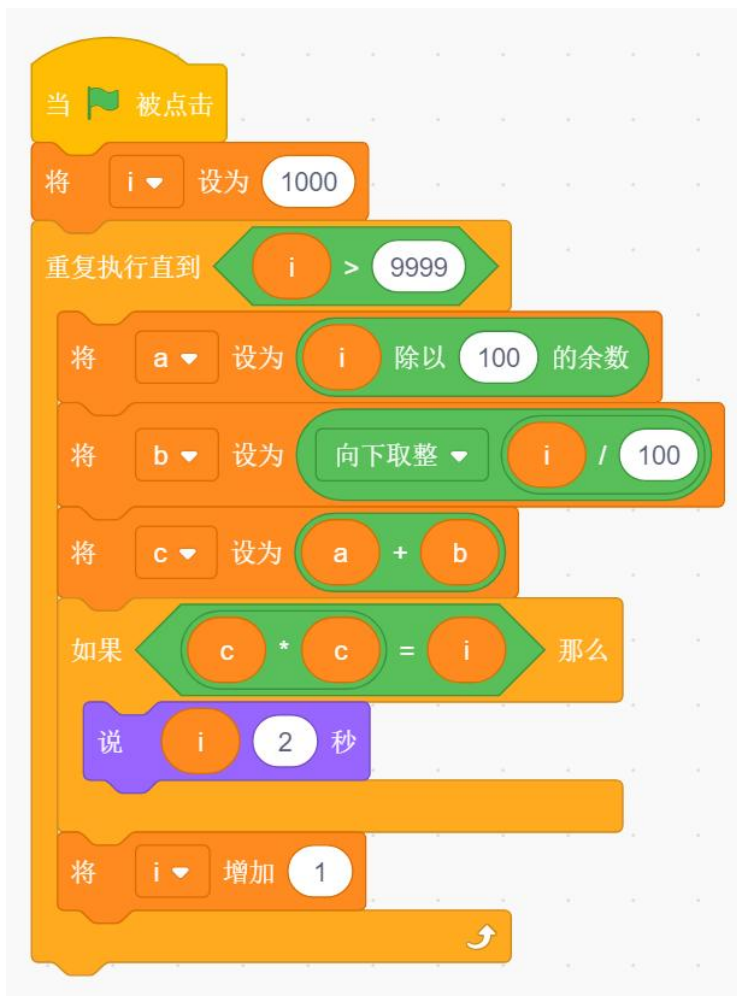 当 被点击
将 i 设为 1000
重复执行直到 i > 9999
将 a 设为 i 除以 100 的余数
将 b 设为 向下取整 i / 100
将 c 设为 a + b
如果 c * c = i 那么
说 i 2 秒
将 i 增加 1